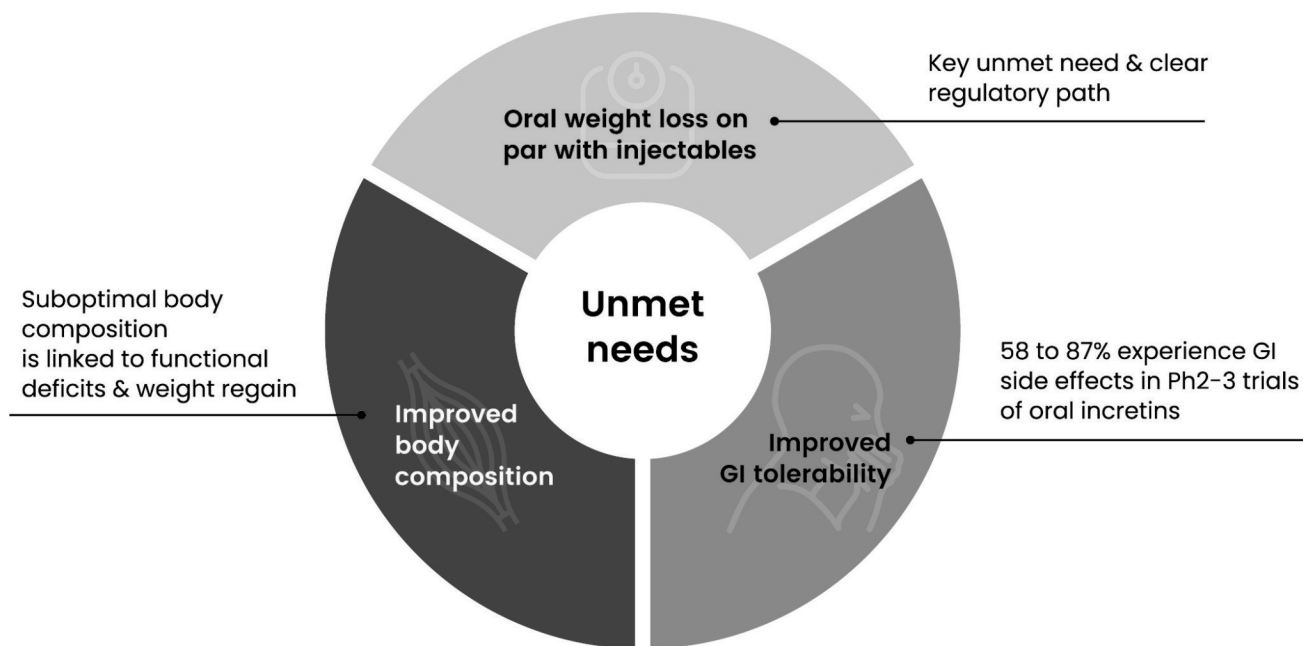 Key unmet need & clear
regulatory path
Oral weight loss on
par with injectables
Unmet
needs
Suboptimal body
composition
is linked to functional
deficits & weight regain
Improved
body
composition
58 to 87% experience GI
side effects in Ph2-3 trials
of oral incretins
Improved
GI tolerability